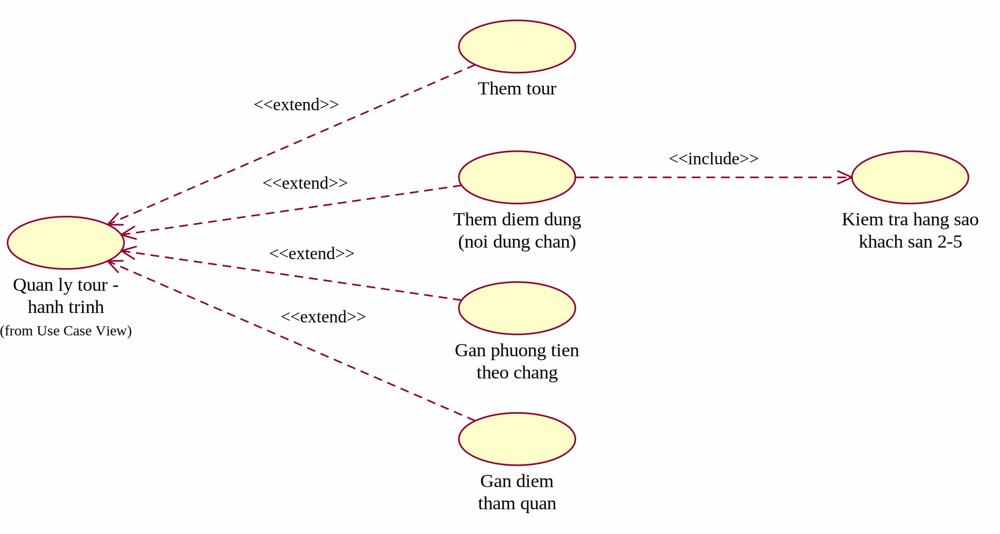 Them tour
<<extend>>
<<include>>
<<extend>>
Them diem dung
(noi dung chan)
Kiem tra hang sao
khach san 2-5
<<extend>>
Quan ly tour -
hanh trinh
(from Use Case View)
<<extend>>
Gan phuong tien
theo chang
Gan diem
tham quan